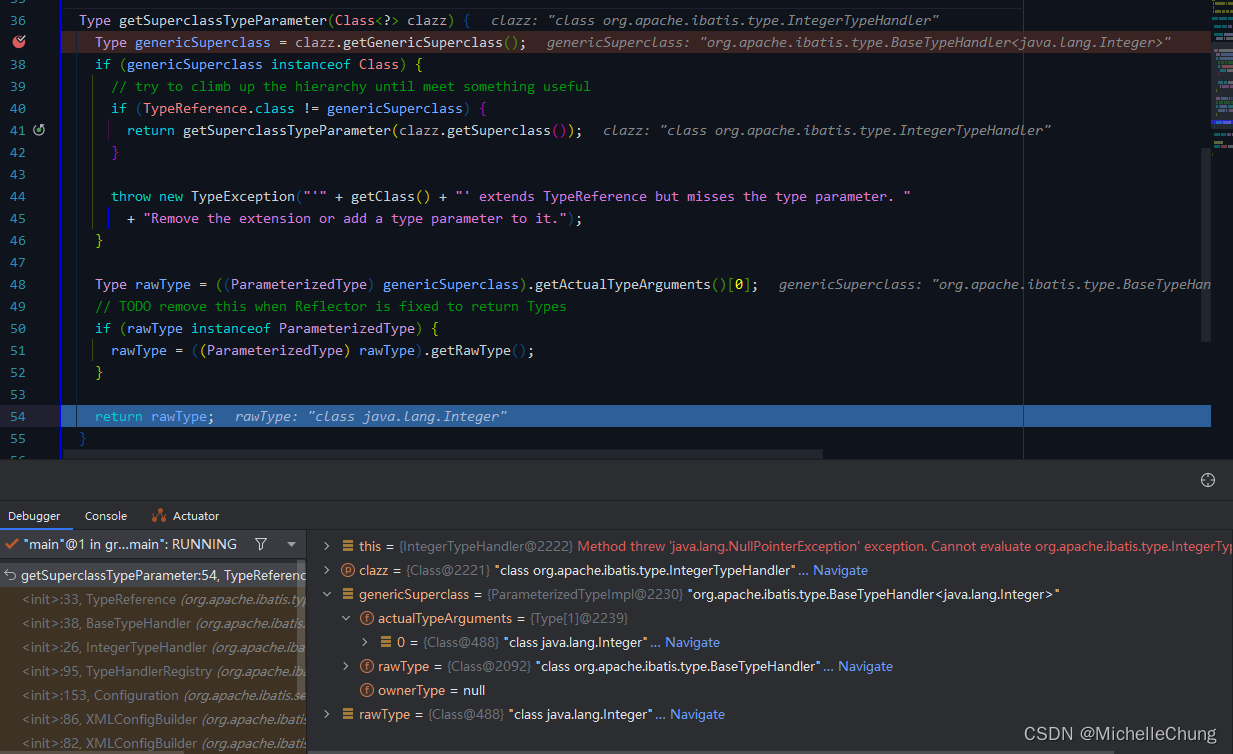 36 Type getSuperclassTypeParameter(Class<?> clazz) { clazz: "class org.apache.ibatis.type.IntegerTypeHandler"
Type genericSuperclass = clazz.getGenericSuperclass(); genericSuperclass: "org.apache.ibatis.type.BaseTypeHandler<java.lang.Integer>"
38 if (genericSuperclass instanceof Class) {
39 // try to climb up the hierarchy until meet something useful
40 if (TypeReference.class != genericSuperclass) {
41 return getSuperclassTypeParameter(clazz.getSuperclass()); clazz: "class org.apache.ibatis.type.IntegerTypeHandler"
42 }
43
44 throw new TypeException("'" + getClass() + "' extends TypeReference but misses the type parameter. "
45 + "Remove the extension or add a type parameter to it.");
46 }
47
48 Type rawType = ((ParameterizedType) genericSuperclass).getActualTypeArguments()[0]; genericSuperclass: "org.apache.ibatis.type.BaseTypeHan
49 // TODO remove this when Reflector is fixed to return Types
50 if (rawType instanceof ParameterizedType) {
51 rawType = ((ParameterizedType) rawType).getRawType();
52 }
53
54 return rawType; rawType: "class java.lang.Integer"
55 }
Debugger Console Actuator
"main"@1 in gr...main": RUNNING
getSuperclassTypeParameter:54, TypeReferenc
<init>:33, TypeReference (org.apache.ibatis.typ
<init>:38, BaseTypeHandler (org.apache.ibatis.t
<init>:26, IntegerTypeHandler (org.apache.iba
<init>:95, TypeHandlerRegistry (org.apache.iba
<init>:153, Configuration (org.apache.ibatis.se
<init>:86, XMLConfigBuilder (org.apache.ibatis
<init>:82, XMLConfigBuilder (org.apache.ibatis
this = {IntegerTypeHandler@2222} Method threw 'java.lang.NullPointerException' exception. Cannot evaluate org.apache.ibatis.type.IntegerTyp
clazz = {Class@2221} "class org.apache.ibatis.type.IntegerTypeHandler" ... Navigate
genericSuperclass = {ParameterizedTypeImpl@2230} "org.apache.ibatis.type.BaseTypeHandler<java.lang.Integer>"
actualTypeArguments = {Type[1]@2239}
0 = {Class@488} "class java.lang.Integer" ... Navigate
rawType = {Class@2092} "class org.apache.ibatis.type.BaseTypeHandler" ... Navigate
ownerType = null
rawType = {Class@488} "class java.lang.Integer" ... Navigate
CSDN @MichelleChung